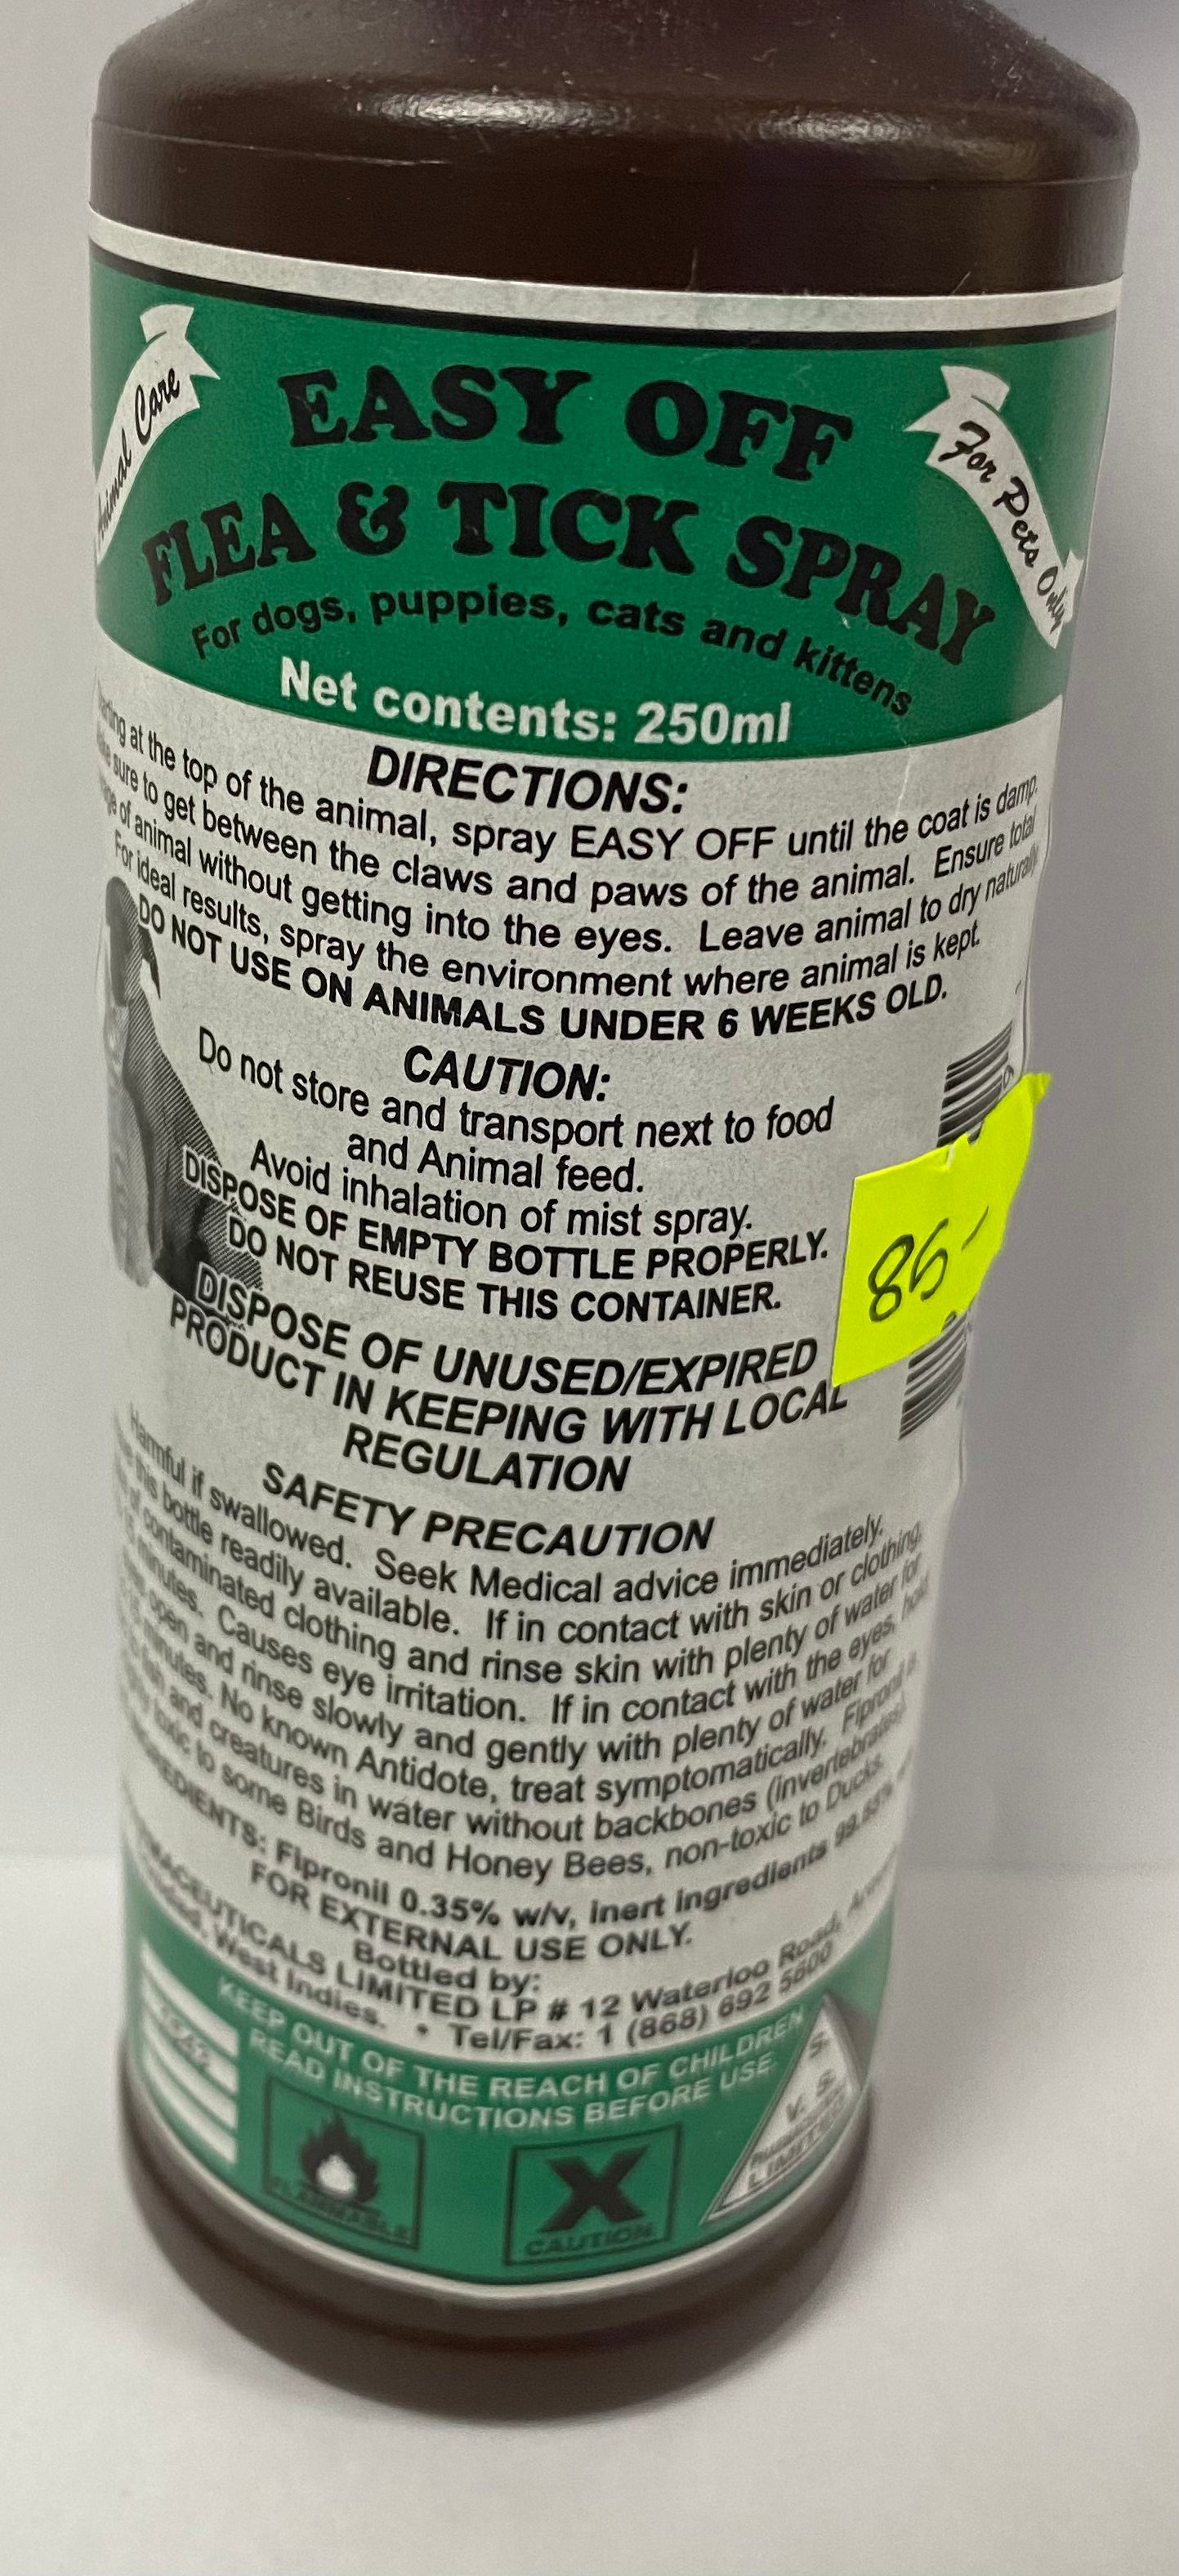 Animal Care
EASY OFF
For Pets Only
FLEA & TICK SPRAY
For dogs, puppies, cats and kittens
Net contents: 250ml
DIRECTIONS:
at the top of the animal, spray EASY OFF until the coat is damp.
sure to get between the claws and paws of the animal. Ensure total
of animal without getting into the eyes. Leave animal to dry naturally.
For ideal results, spray the environment where animal is kept.
DO NOT USE ON ANIMALS UNDER 6 WEEKS OLD.
CAUTION:
Do not store and transport next to food
and Animal feed.
Avoid inhalation of mist spray.
DISPOSE OF EMPTY BOTTLE PROPERLY.
DO NOT REUSE THIS CONTAINER.
DISPOSE OF UNUSED/EXPIRED
PRODUCT IN KEEPING WITH LOCAL
REGULATION
SAFETY PRECAUTION
Harmful if swallowed. Seek Medical advice immediately.
this bottle readily available. If in contact with skin or clothing,
contaminated clothing and rinse skin with plenty of water for
minutes. Causes eye irritation. If in contact with the eyes, hold
open and rinse slowly and gently with plenty of water for
minutes. No known Antidote, treat symptomatically. Fipronil is
fish and creatures in water without backbones (invertebrates)
toxic to some Birds and Honey Bees, non-toxic to Ducks.
Fipronil 0.35% w/v, inert ingredients
FOR EXTERNAL USE ONLY.
Bottled by:
LIMITED LP # 12 Waterloo Road,
West Indies. • Tel/Fax: 1 (868) 692 5600
KEEP OUT OF THE REACH OF CHILDREN
READ INSTRUCTIONS BEFORE USE.
FLAMMABLE
CAUTION
S.
V. S.
LIMITED